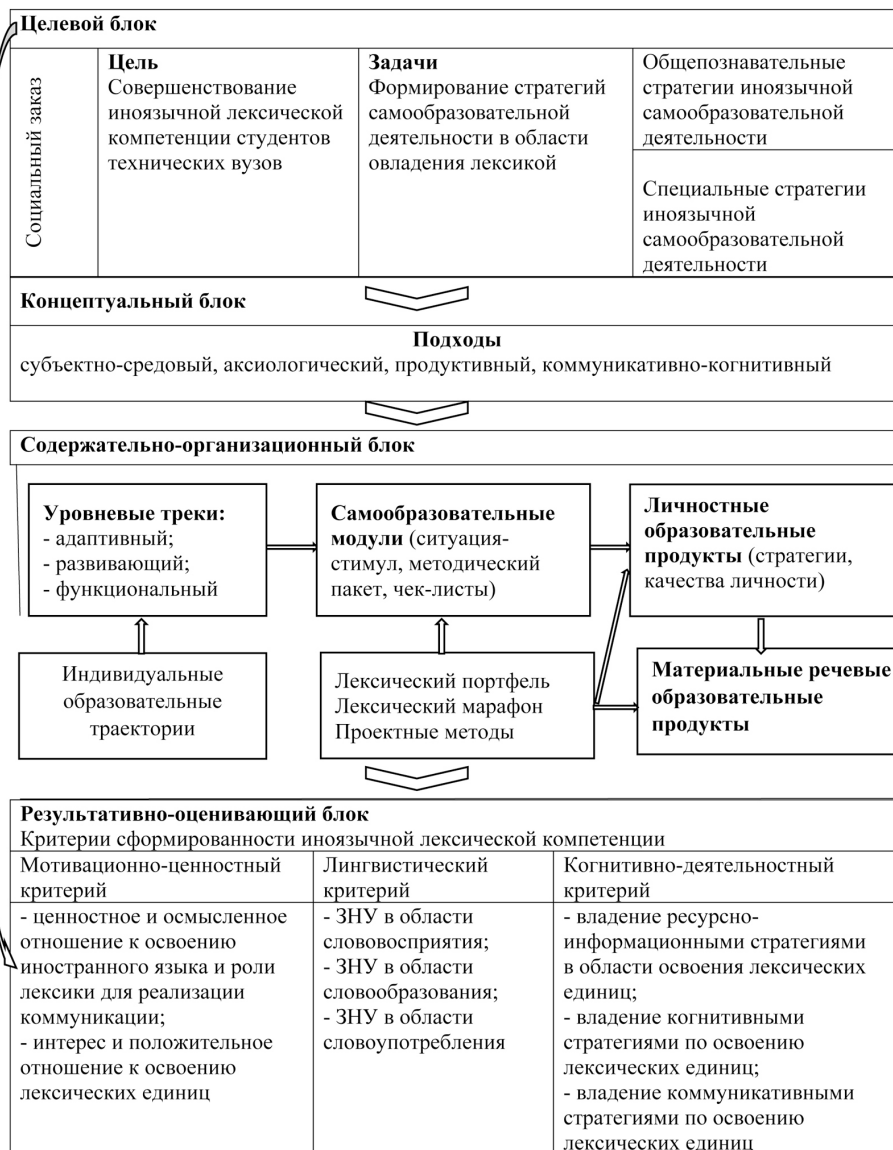 Целевой блок
Социальный заказ
Цель
Совершенствование
иноязычной лексической
компетенции студентов
технических вузов
Задачи
Формирование стратегий
самообразовательной
деятельности в области
овладения лексикой
Общепознавательные
стратегии иноязычной
самообразовательной
деятельности
Специальные стратегии
иноязычной
самообразовательной
деятельности
Концептуальный блок
Подходы
субъектно-средовый, аксиологический, продуктивный, коммуникативно-когнитивный
Содержательно-организационный блок
Уровневые треки:
- адаптивный;
- развивающий;
- функциональный
Самообразовательные
модули (ситуация-
стимул, методический
пакет, чек-листы)
Личностные
образовательные
продукты (стратегии,
качества личности)
Индивидуальные
образовательные
траектории
Лексический портфель
Лексический марафон
Проектные методы
Материальные речевые
образовательные
продукты
Результативно-оценивающий блок
Критерии сформированности иноязычной лексической компетенции
Мотивационно-ценностный
критерий
- ценностное и осмысленное
отношение к освоению
иностранного языка и роли
лексики для реализации
коммуникации;
- интерес и положительное
отношение к освоению
лексических единиц
Лингвистический
критерий
- ЗНУ в области
слововосприятия;
- ЗНУ в области
словообразования;
- ЗНУ в области
словоупотребления
Когнитивно-деятельностный
критерий
- владение ресурсно-
информационными стратегиями
в области освоения лексических
единиц;
- владение когнитивными
стратегиями по освоению
лексических единиц;
- владение коммуникативными
стратегиями по освоению
лексических единиц